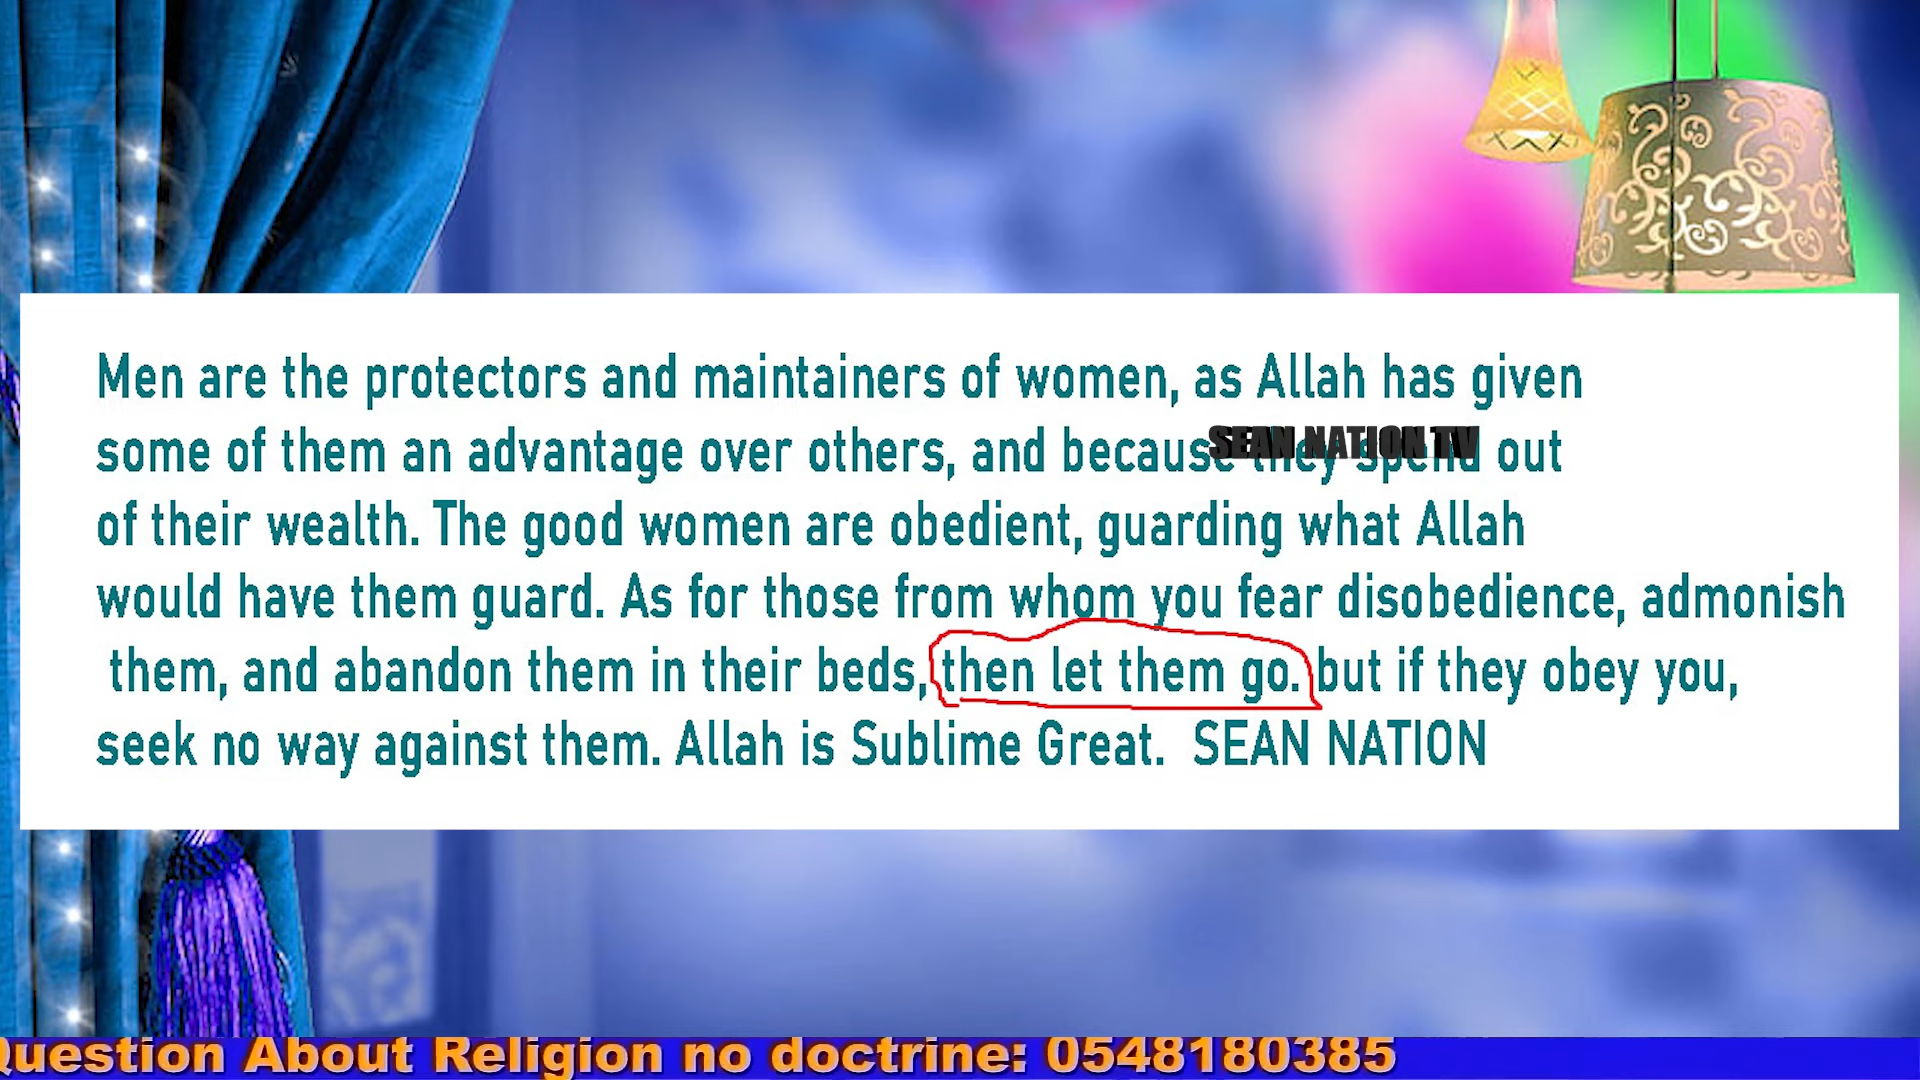 Men are the protectors and maintainers of women, as Allah has given
some of them an advantage over others, and because they spend out
SEAN NATION TV
of their wealth. The good women are obedient, guarding what Allah
would have them guard. As for those from whom you fear disobedience, admonish
them, and abandon them in their beds, then let them go. but if they obey you,
seek no way against them. Allah is Sublime Great. SEAN NATION
Question About Religion no doctrine: 0548180385